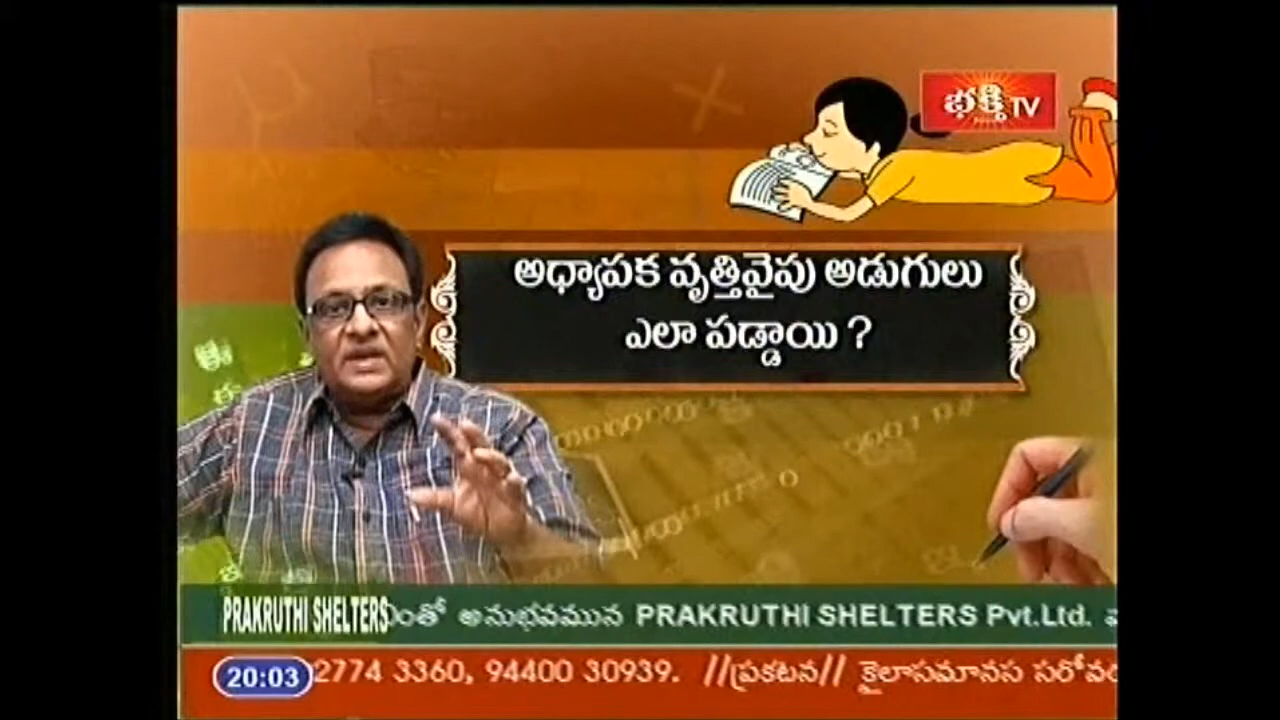 భక్తి TV
అధ్యాపక వృత్తివైపు అడుగులు
ఎలా పడ్డాయి ?
PRAKRUTHI SHELTERS అనుభవమున PRAKRUTHI SHELTERS Pvt.Ltd.
20:03 2774 3360, 94400 30939. //ప్రకటన// కైలాసమానస